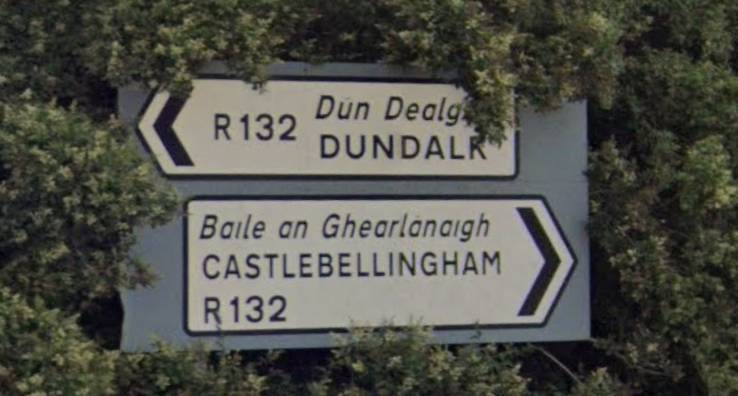 R132 Dún Dealg
DUNDALK
Baile an Ghearlánaigh
CASTLEBELLINGHAM
R132